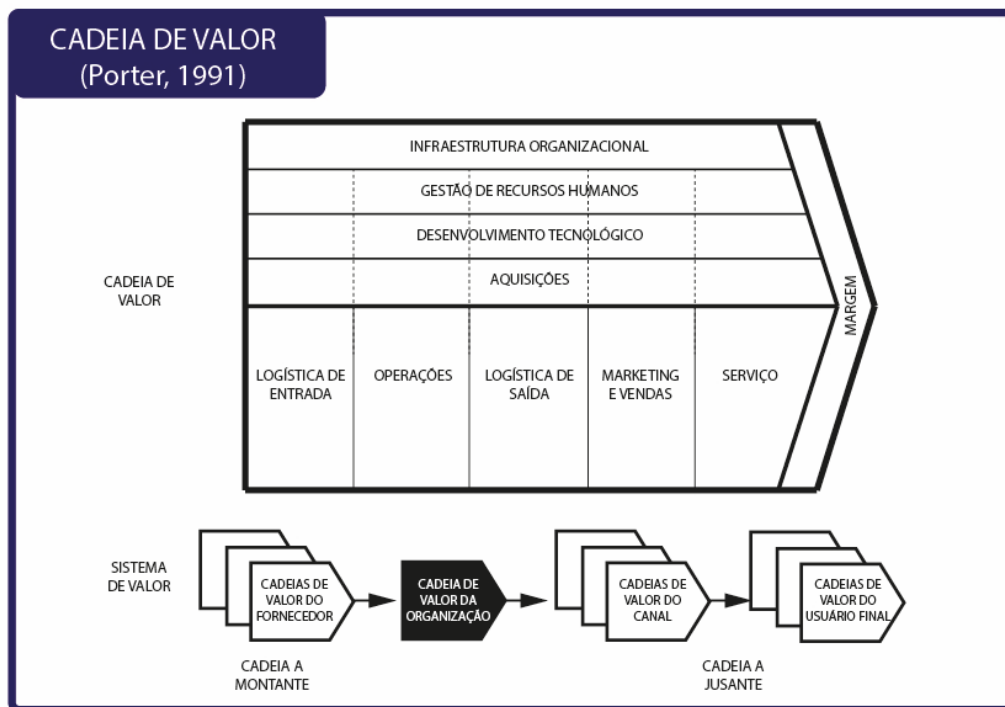 CADEIA DE VALOR
(Porter, 1991)
INFRAESTRUTURA ORGANIZACIONAL
GESTÃO DE RECURSOS HUMANOS
DESENVOLVIMENTO TECNOLÓGICO
AQUISIÇÕES
CADEIA DE
VALOR
MARGEM
LOGÍSTICA DE
ENTRADA
OPERAÇÕES
LOGÍSTICA DE
SAÍDA
MARKETING
E VENDAS
SERVIÇO
SISTEMA
DE VALOR
CADEIAS DE
VALOR DO
FORNECEDOR
CADEIA DE
VALOR DA
ORGANIZAÇÃO
CADEIAS DE
VALOR DO
CANAL
CADEIAS DE
VALOR DO
USUÁRIO FINAL
CADEIA A
MONTANTE
CADEIA A
JUSANTE